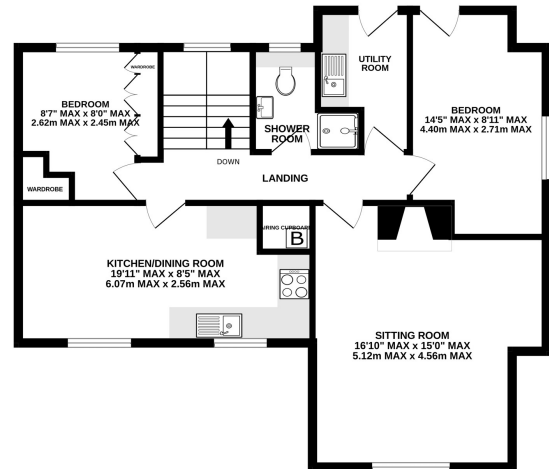 UTILITY
ROOM
WARDROBE
BEDROOM
8'7" MAX x 8'0" MAX
2.62m MAX x 2.45m MAX
BEDROOM
14'5" MAX x 8'11" MAX
4.40m MAX x 2.71m MAX
SHOWER
ROOM
DOWN
LANDING
WARDROBE
AIRING CUPBOARD
B
KITCHEN/DINING ROOM
19'11" MAX x 8'5" MAX
6.07m MAX x 2.56m MAX
SITTING ROOM
16'10" MAX x 15'0" MAX
5.12m MAX x 4.56m MAX